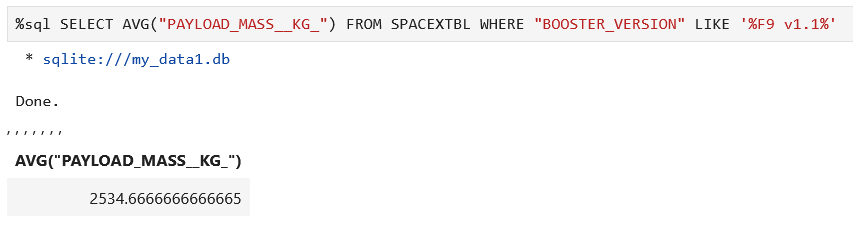 %sql SELECT AVG("PAYLOAD_MASS__KG_") FROM SPACEXTBL WHERE "BOOSTER_VERSION" LIKE '%F9 v1.1%'
* sqlite:///my_data1.db
Done.
,,,,,,,
AVG("PAYLOAD_MASS__KG_")
2534.6666666666665